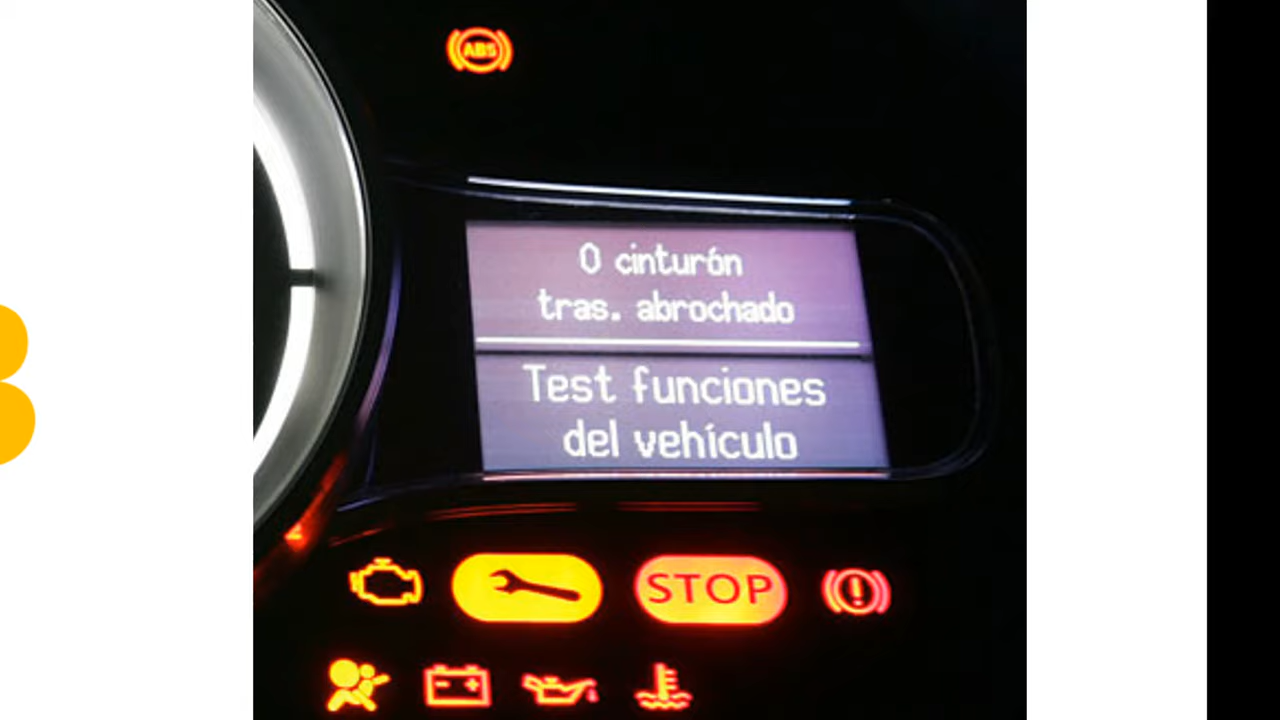 ABS
0 cinturón
tras. abrochado
Test funciones
del vehículo
STOP